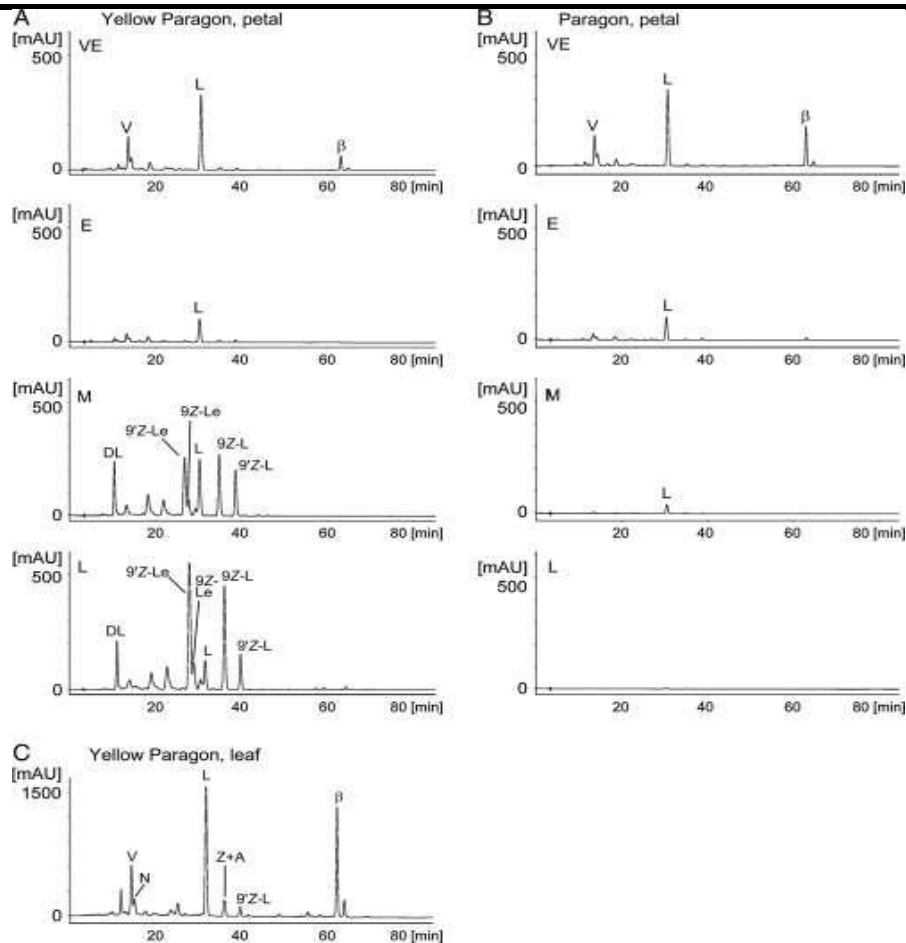 A Yellow Paragon, petal
[mAU] VE
500
V
L
β
0
20 40 60 80 [min]
[mAU] E
500
L
0
20 40 60 80 [min]
[mAU] M
500
DL
9'Z-Le
9Z-Le
L
9Z-L
9'Z-L
0
20 40 60 80 [min]
[mAU] L
500
DL
9'Z-Le
9Z-
Le
L
9Z-L
9'Z-L
0
20 40 60 80 [min]
B Paragon, petal
[mAU] VE
500
V
L
β
0
20 40 60 80 [min]
[mAU] E
500
L
0
20 40 60 80 [min]
[mAU] M
500
L
0
20 40 60 80 [min]
[mAU] L
500
0
20 40 60 80 [min]
C Yellow Paragon, leaf
[mAU]
1500
V
N
L
Z+A
9'Z-L
β
0
20 40 60 80 [min]